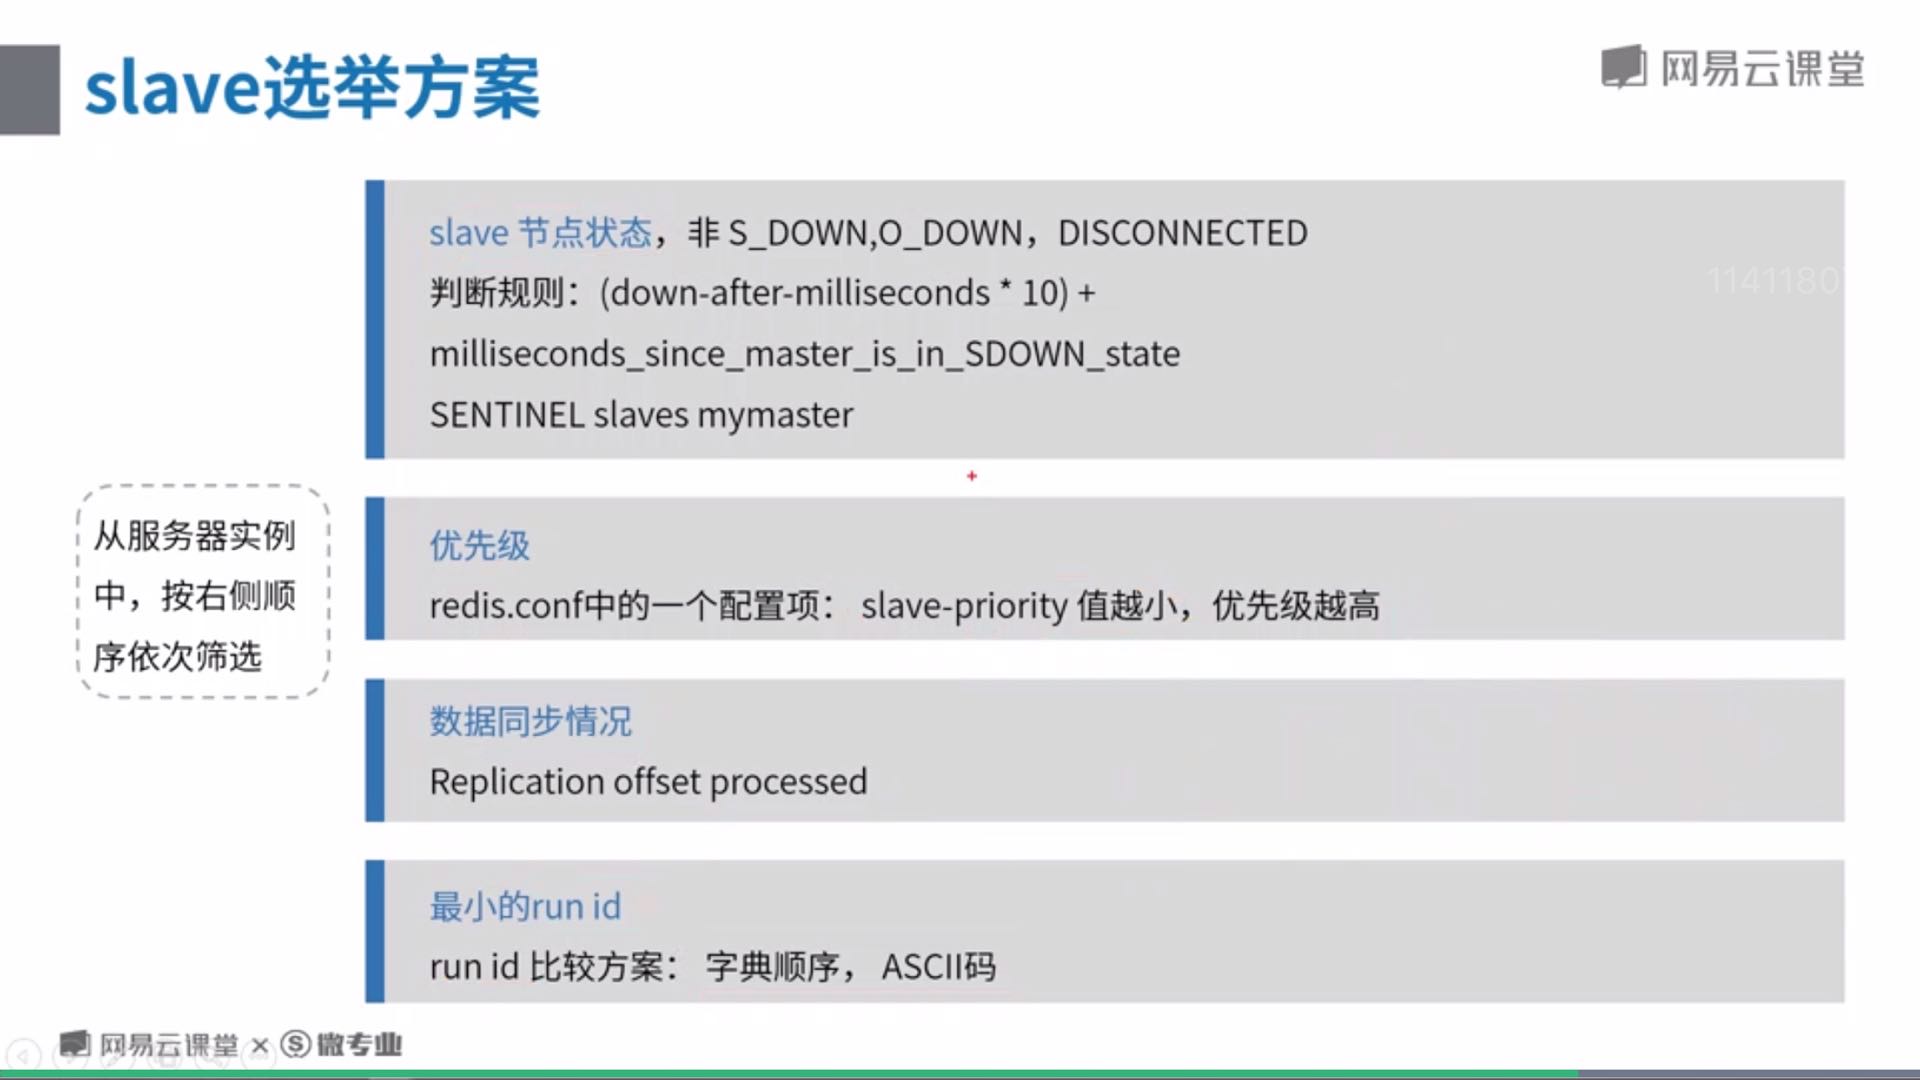 slave选举方案
网易云课堂
slave 节点状态，非 S_DOWN,O_DOWN，DISCONNECTED
判断规则：(down-after-milliseconds * 10) +
milliseconds_since_master_is_in_SDOWN_state
SENTINEL slaves mymaster
1141180
从服务器实例
中，按右侧顺
序依次筛选
优先级
redis.conf中的一个配置项： slave-priority 值越小，优先级越高
数据同步情况
Replication offset processed
最小的run id
run id 比较方案： 字典顺序， ASCII码
网易云课堂 × 微专业